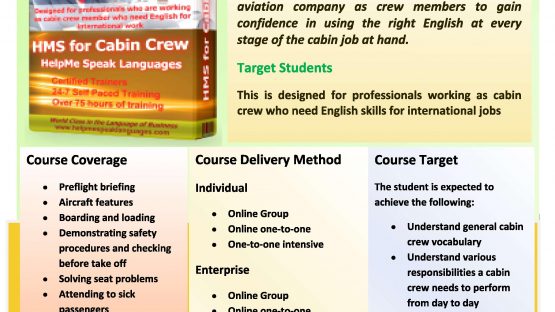 Designed for professionals who are working
as cabin crew member who need English for
international work
HMS for Cabin Crew
HelpMe Speak Languages
Certified Trainers
24-7 Self Paced Training
Over 75 hours of training
World Class in the Language of Business
www.helpmespeaklanguages.com
HMS for Cabin
aviation company as crew members to gain
confidence in using the right English at every
stage of the cabin job at hand.
Target Students
This is designed for professionals working as cabin
crew who need English skills for international jobs
Course Coverage
• Preflight briefing
• Aircraft features
• Boarding and loading
• Demonstrating safety
procedures and checking
before take off
• Solving seat problems
• Attending to sick
passengers
Course Delivery Method
Individual
• Online Group
• Online one-to-one
• One-to-one intensive
Enterprise
• Online Group
• Online one-to-one
Course Target
The student is expected to
achieve the following:
• Understand general cabin
crew vocabulary
• Understand various
responsibilities a cabin
crew needs to perform
from day to day